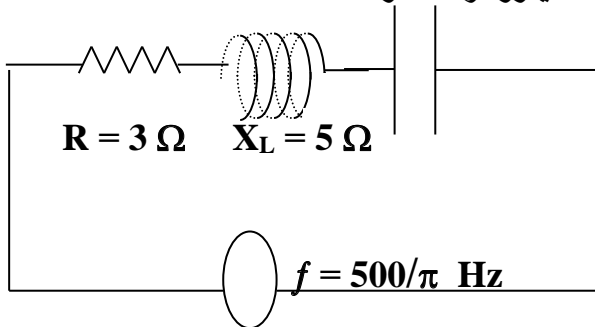 R = 3 Ω X_L = 5 Ω
f = 500/π Hz